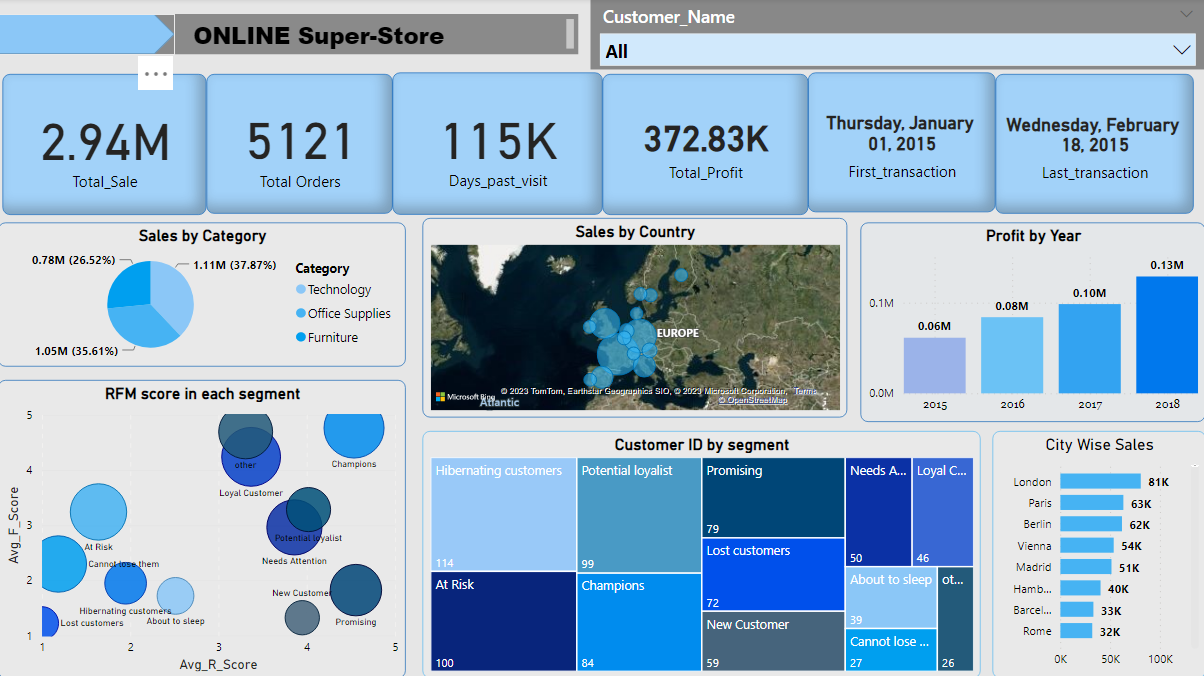 ONLINE Super-Store
Customer_Name
All
...
2.94M
Total_Sale
5121
Total Orders
115K
Days_past_visit
372.83K
Total_Profit
Thursday, January
01, 2015
First_transaction
Wednesday, February
18, 2015
Last_transaction
Sales by Category
0.78M (26.52%)
1.11M (37.87%)
1.05M (35.61%)
Category
Technology
Office Supplies
Furniture
Sales by Country
EUROPE
Atlantic
Microsoft Bing
© 2023 TomTom, Earthstar Geographics SIO, © 2023 Microsoft Corporation, Terms
© OpenStreetMap
Profit by Year
0.1M
0.0M
0.06M
0.08M
0.10M
0.13M
2015
2016
2017
2018
RFM score in each segment
Avg_F_Score
5
4
3
2
1
other
Champions
Loyal Customer
Potential loyalist
Needs Attention
At Risk
Cannot lose them
Hibernating customers
About to sleep
Lost customers
New Customer
Promising
1
2
3
4
5
Avg_R_Score
Customer ID by segment
Hibernating customers
114
At Risk
100
Potential loyalist
99
Champions
84
Promising
79
Lost customers
72
New Customer
59
Needs A...
50
Loyal C...
46
About to sleep
39
Cannot lose ...
27
ot...
26
City Wise Sales
London 81K
Paris 63K
Berlin 62K
Vienna 54K
Madrid 51K
Hamb... 40K
Barcel... 33K
Rome 32K
0K 50K 100K